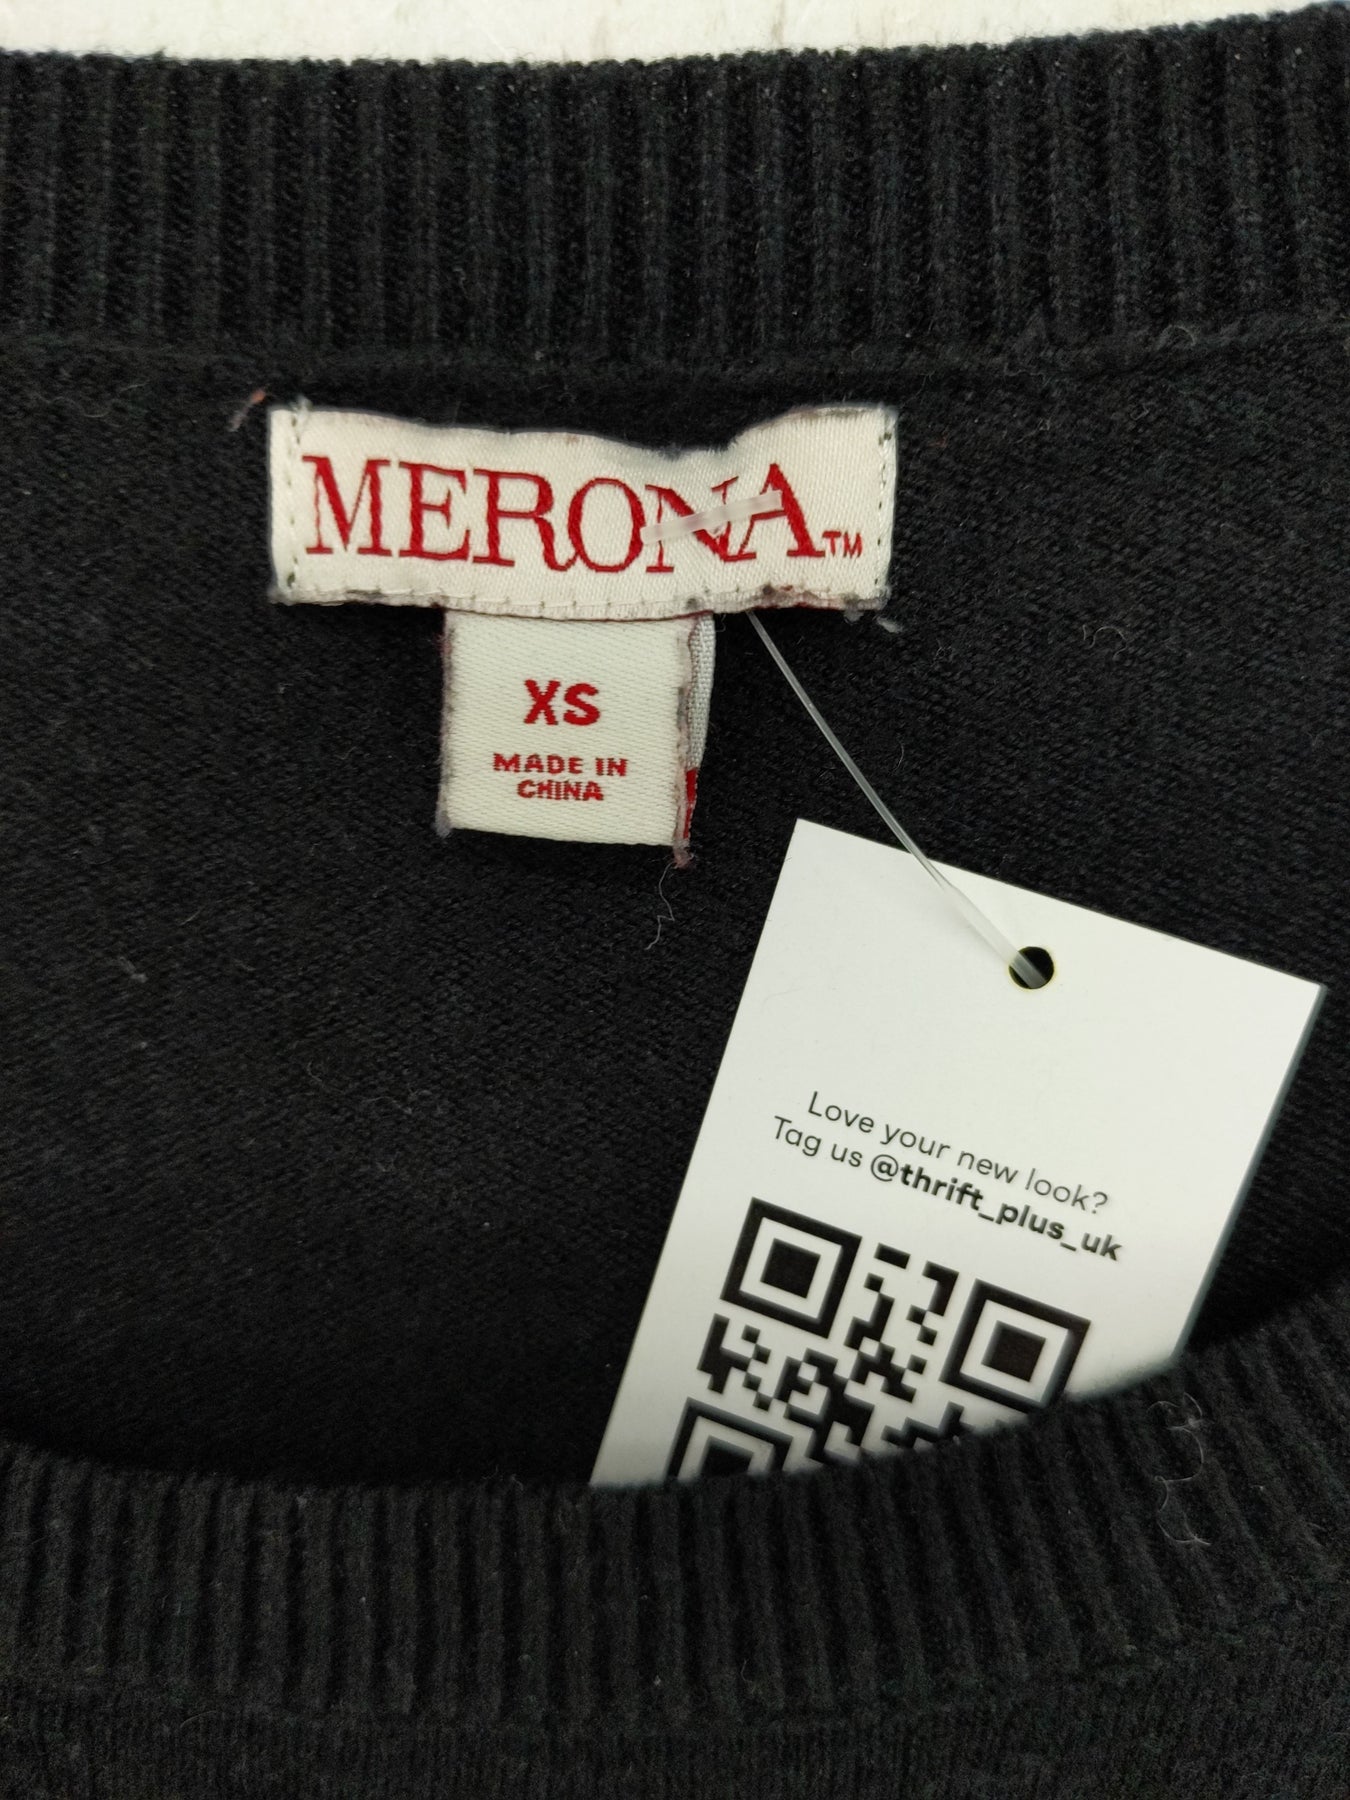 MERONA™
XS
MADE IN
CHINA
Love your new look?
Tag us @thrift_plus_uk